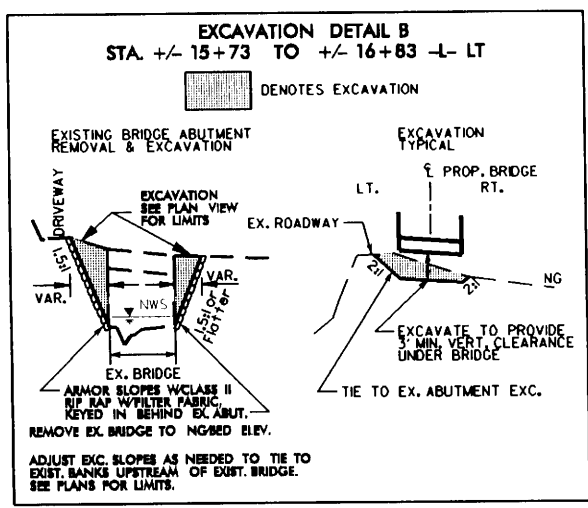 EXCAVATION DETAIL B
STA. +/- 15+73 TO +/- 16+83 -L- LT
DENOTES EXCAVATION
EXISTING BRIDGE ABUTMENT
REMOVAL & EXCAVATION
DRIVEWAY
EXCAVATION
SEE PLAN VIEW
FOR LIMITS
1.5:1
VAR.
VAR.
NWS
1.5:1 or
Flatter
EX. BRIDGE
ARMOR SLOPES W/CLASS II
RIP RAP W/FILTER FABRIC,
KEYED IN BEHIND EX. ABUT.
REMOVE EX. BRIDGE TO NG/BED ELEV.
ADJUST EXC. SLOPES AS NEEDED TO TIE TO
EXIST. BANKS UPSTREAM OF EXIST. BRIDGE.
SEE PLANS FOR LIMITS.
EXCAVATION
TYPICAL
℄ PROP. BRIDGE
LT.
RT.
EX. ROADWAY
2:1
2:1
NG
EXCAVATE TO PROVIDE
3' MIN. VERT. CLEARANCE
UNDER BRIDGE
TIE TO EX. ABUTMENT EXC.